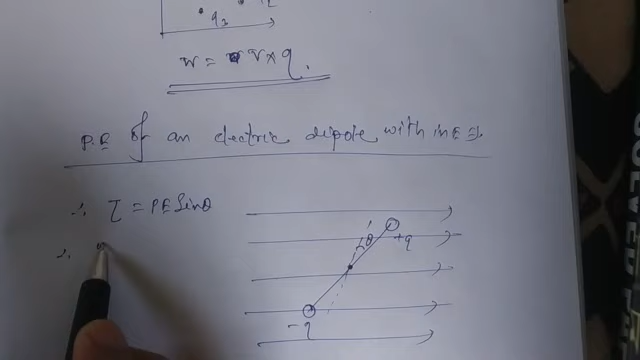 q₃
W = V × q.
P.E of an electric dipole with in E ⇒
∴ τ = PE Sinθ
∴
θ
+q
-q